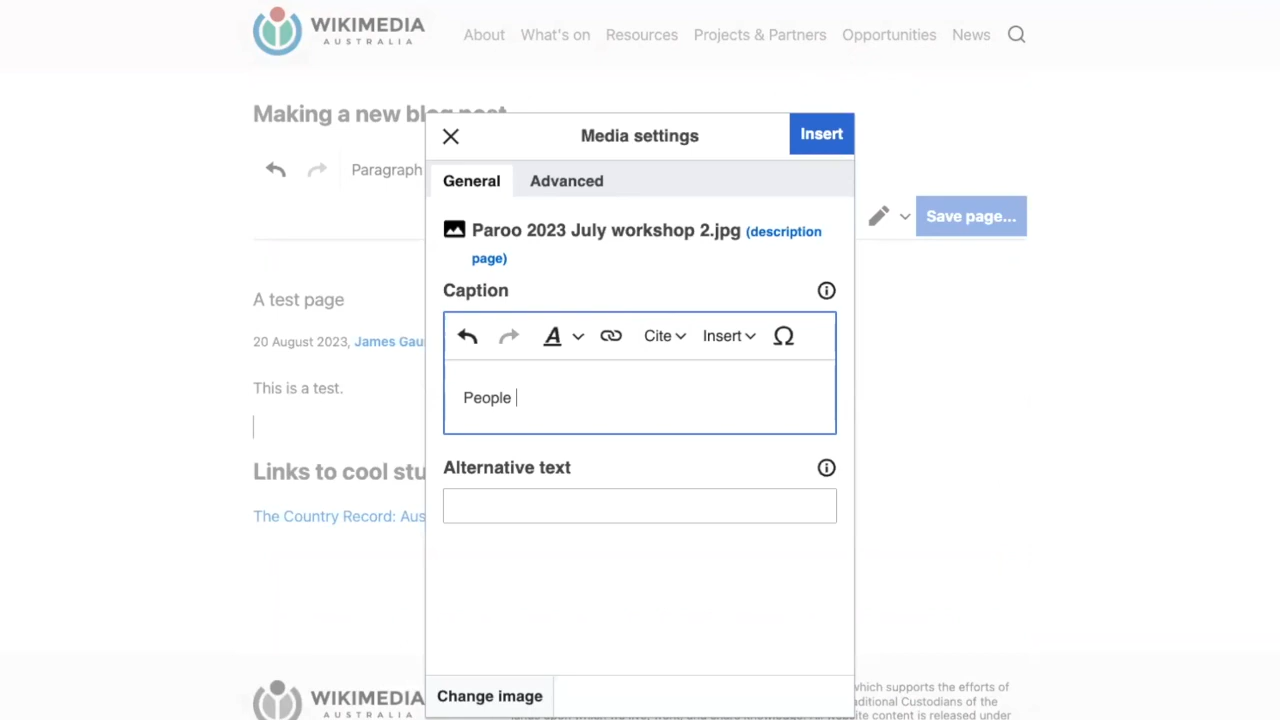 WIKIMEDIA
AUSTRALIA
About What's on Resources Projects & Partners Opportunities News
Making a new blog post
Media settings
Insert
Paragraph
General Advanced
Save page...
Paroo 2023 July workshop 2.jpg (description
page)
Caption
A test page
Cite Insert Ω
20 August 2023, James Gau
This is a test.
People
Alternative text
Links to cool stu
The Country Record: Aus
Change image
WIKIMEDIA
AUSTRALIA
which supports the efforts of
ditional Custodians of the
site content is released under